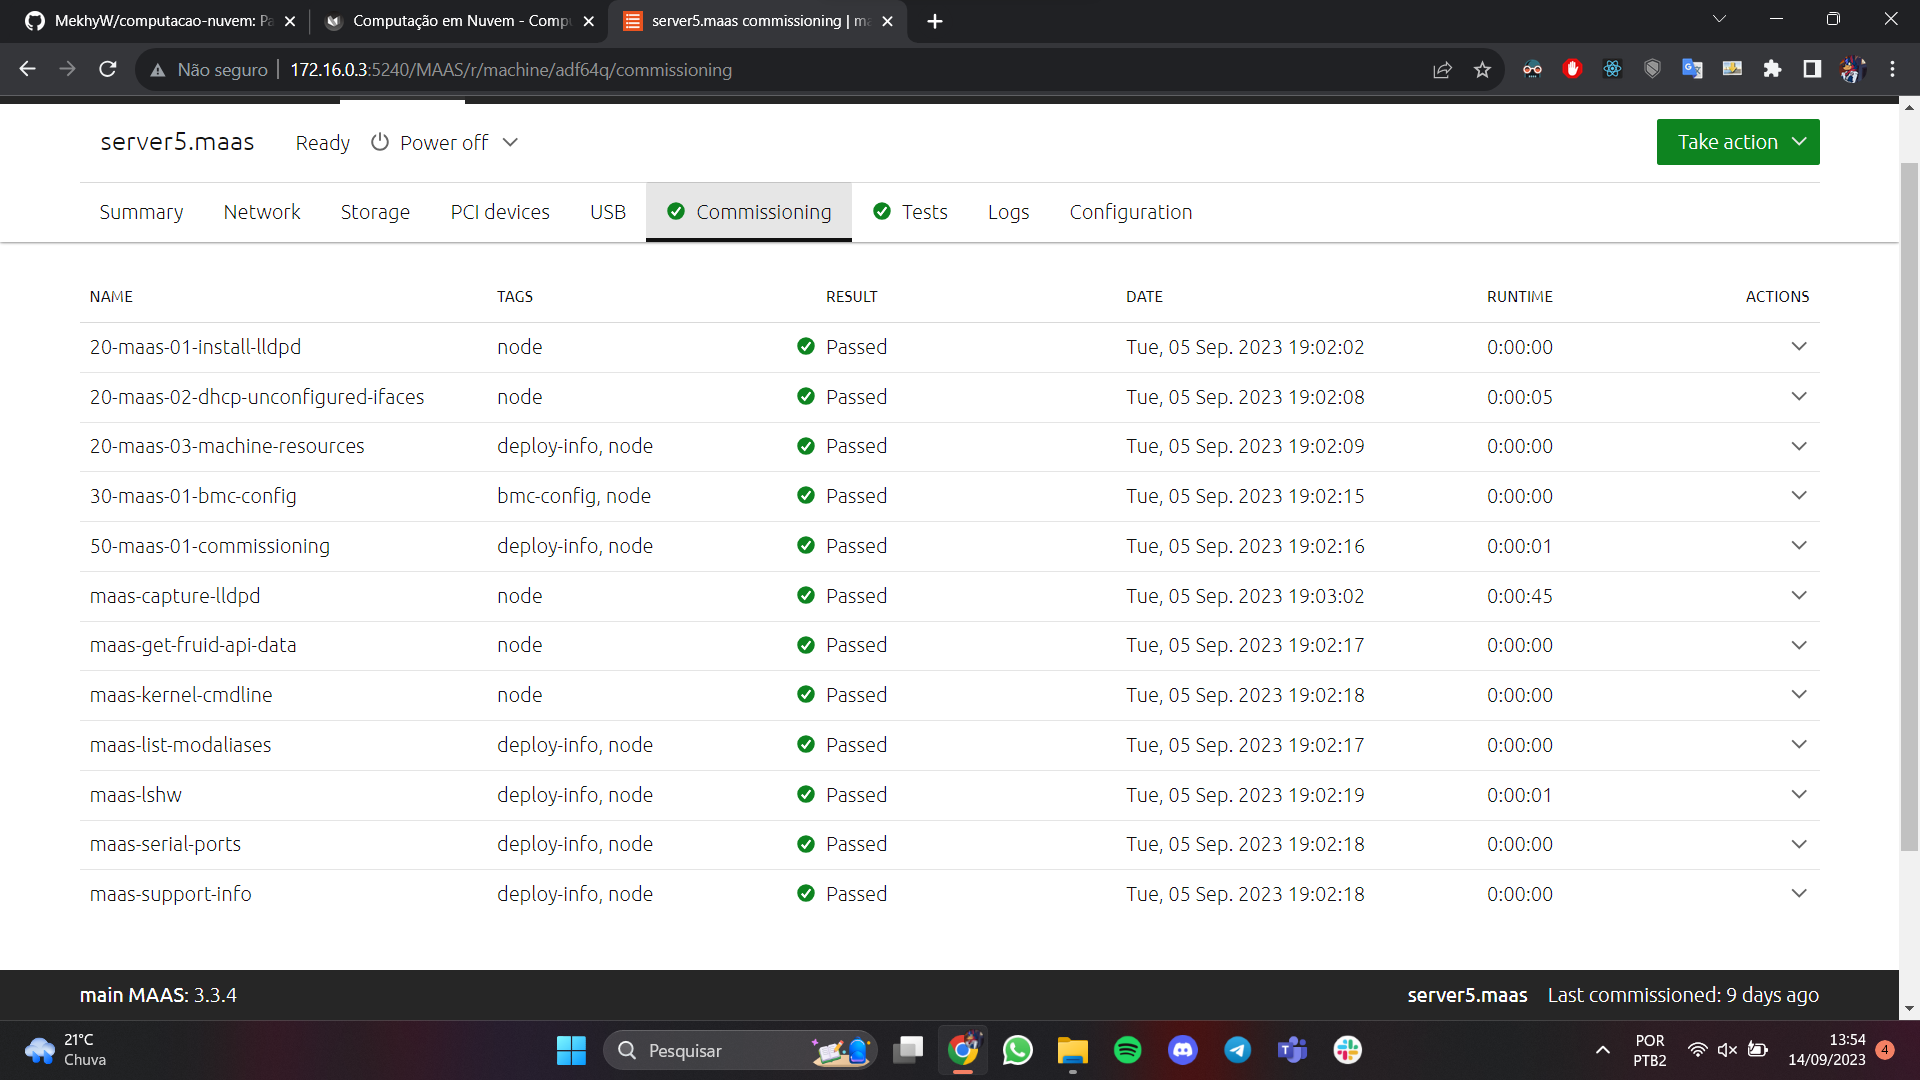 MekhyW/computacao-nuvem: Pa
Computação em Nuvem - Compu
server5.maas commissioning | ma
Não seguro
172.16.0.3:5240/MAAS/r/machine/adf64q/commissioning
server5.maas Ready Power off
Take action
Summary Network Storage PCI devices USB Commissioning Tests Logs Configuration
NAME TAGS RESULT DATE RUNTIME ACTIONS
20-maas-01-install-lldpd node Passed Tue, 05 Sep. 2023 19:02:02 0:00:00
20-maas-02-dhcp-unconfigured-ifaces node Passed Tue, 05 Sep. 2023 19:02:08 0:00:05
20-maas-03-machine-resources deploy-info, node Passed Tue, 05 Sep. 2023 19:02:09 0:00:00
30-maas-01-bmc-config bmc-config, node Passed Tue, 05 Sep. 2023 19:02:15 0:00:00
50-maas-01-commissioning deploy-info, node Passed Tue, 05 Sep. 2023 19:02:16 0:00:01
maas-capture-lldpd node Passed Tue, 05 Sep. 2023 19:03:02 0:00:45
maas-get-fruid-api-data node Passed Tue, 05 Sep. 2023 19:02:17 0:00:00
maas-kernel-cmdline node Passed Tue, 05 Sep. 2023 19:02:18 0:00:00
maas-list-modaliases deploy-info, node Passed Tue, 05 Sep. 2023 19:02:17 0:00:00
maas-lshw deploy-info, node Passed Tue, 05 Sep. 2023 19:02:19 0:00:01
maas-serial-ports deploy-info, node Passed Tue, 05 Sep. 2023 19:02:18 0:00:00
maas-support-info deploy-info, node Passed Tue, 05 Sep. 2023 19:02:18 0:00:00
main MAAS: 3.3.4
server5.maas Last commissioned: 9 days ago
21°C
Chuva
Pesquisar
POR
PTB2
13:54
14/09/2023
4